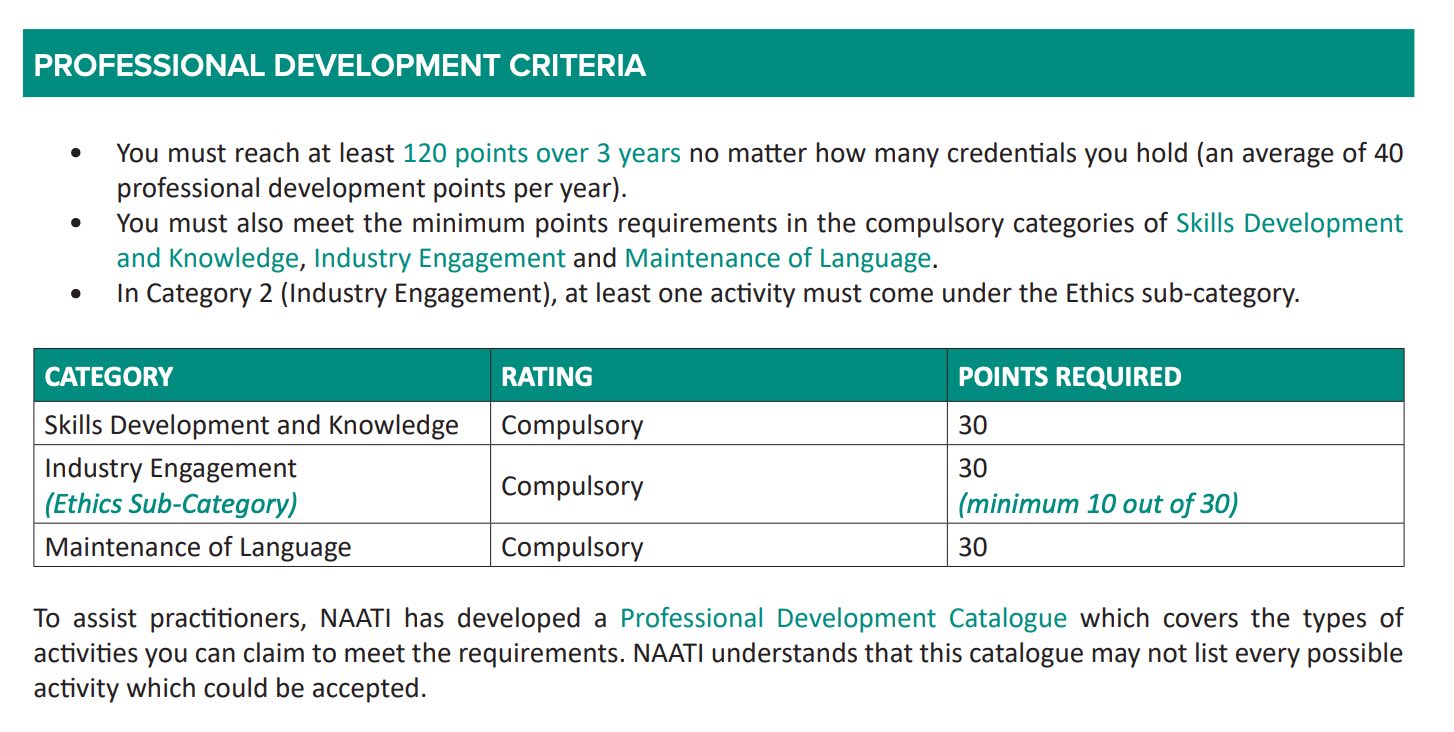 PROFESSIONAL DEVELOPMENT CRITERIA
• You must reach at least 120 points over 3 years no matter how many credentials you hold (an average of 40
professional development points per year).
• You must also meet the minimum points requirements in the compulsory categories of Skills Development
and Knowledge, Industry Engagement and Maintenance of Language.
• In Category 2 (Industry Engagement), at least one activity must come under the Ethics sub-category.
CATEGORY RATING POINTS REQUIRED
Skills Development and Knowledge Compulsory 30
Industry Engagement 30
(Ethics Sub-Category) Compulsory (minimum 10 out of 30)
Maintenance of Language Compulsory 30
To assist practitioners, NAATI has developed a Professional Development Catalogue which covers the types of
activities you can claim to meet the requirements. NAATI understands that this catalogue may not list every possible
activity which could be accepted.